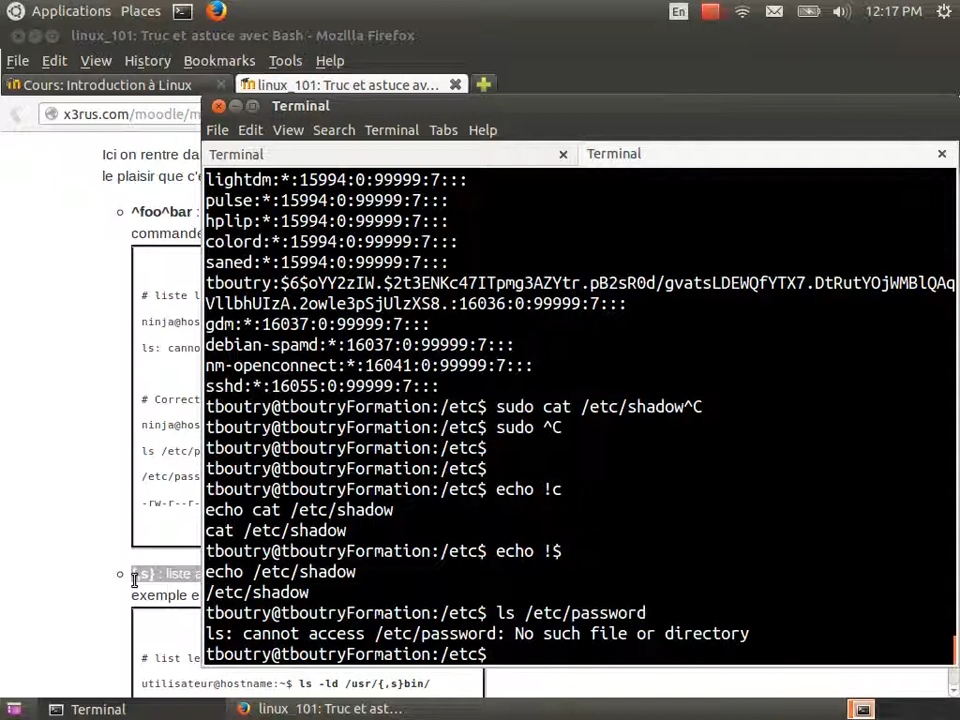 Applications Places En 12:17 PM
linux_101: Truc et astuce avec Bash - Mozilla Firefox
File Edit View History Bookmarks Tools Help
Cours: Introduction à Linux linux_101: Truc et astuce av...
x3rus.com/moodle/m
Ici on rentre da
le plaisir que c'e
^foo^bar :
commande
# liste l
ninja@hos
ls: canno
# Correct
ninja@hos
ls /etc/p
/etc/pass
-rw-r--r-
{,s} : liste a
exemple e
# list le
utilisateur@hostname:~$ ls -ld /usr/{,s}bin/
Terminal
File Edit View Search Terminal Tabs Help
Terminal Terminal
lightdm:*:15994:0:99999:7:::
pulse:*:15994:0:99999:7:::
hplip:*:15994:0:99999:7:::
colord:*:15994:0:99999:7:::
saned:*:15994:0:99999:7:::
tboutry:$6$oYY2zIW.$2t3ENKc47ITpmg3AZYtr.pB2sR0d/gvatsLDEWQfYTX7.DtRutYOjWMBlQAq
VllbhUIzA.2owle3pSjUlzXS8.:16036:0:99999:7:::
gdm:*:16037:0:99999:7:::
debian-spamd:*:16037:0:99999:7:::
nm-openconnect:*:16041:0:99999:7:::
sshd:*:16055:0:99999:7:::
tboutry@tboutryFormation:/etc$ sudo cat /etc/shadow^C
tboutry@tboutryFormation:/etc$ sudo ^C
tboutry@tboutryFormation:/etc$
tboutry@tboutryFormation:/etc$
tboutry@tboutryFormation:/etc$ echo !c
echo cat /etc/shadow
cat /etc/shadow
tboutry@tboutryFormation:/etc$ echo !$
echo /etc/shadow
/etc/shadow
tboutry@tboutryFormation:/etc$ ls /etc/password
ls: cannot access /etc/password: No such file or directory
tboutry@tboutryFormation:/etc$
Terminal linux_101: Truc et ast...